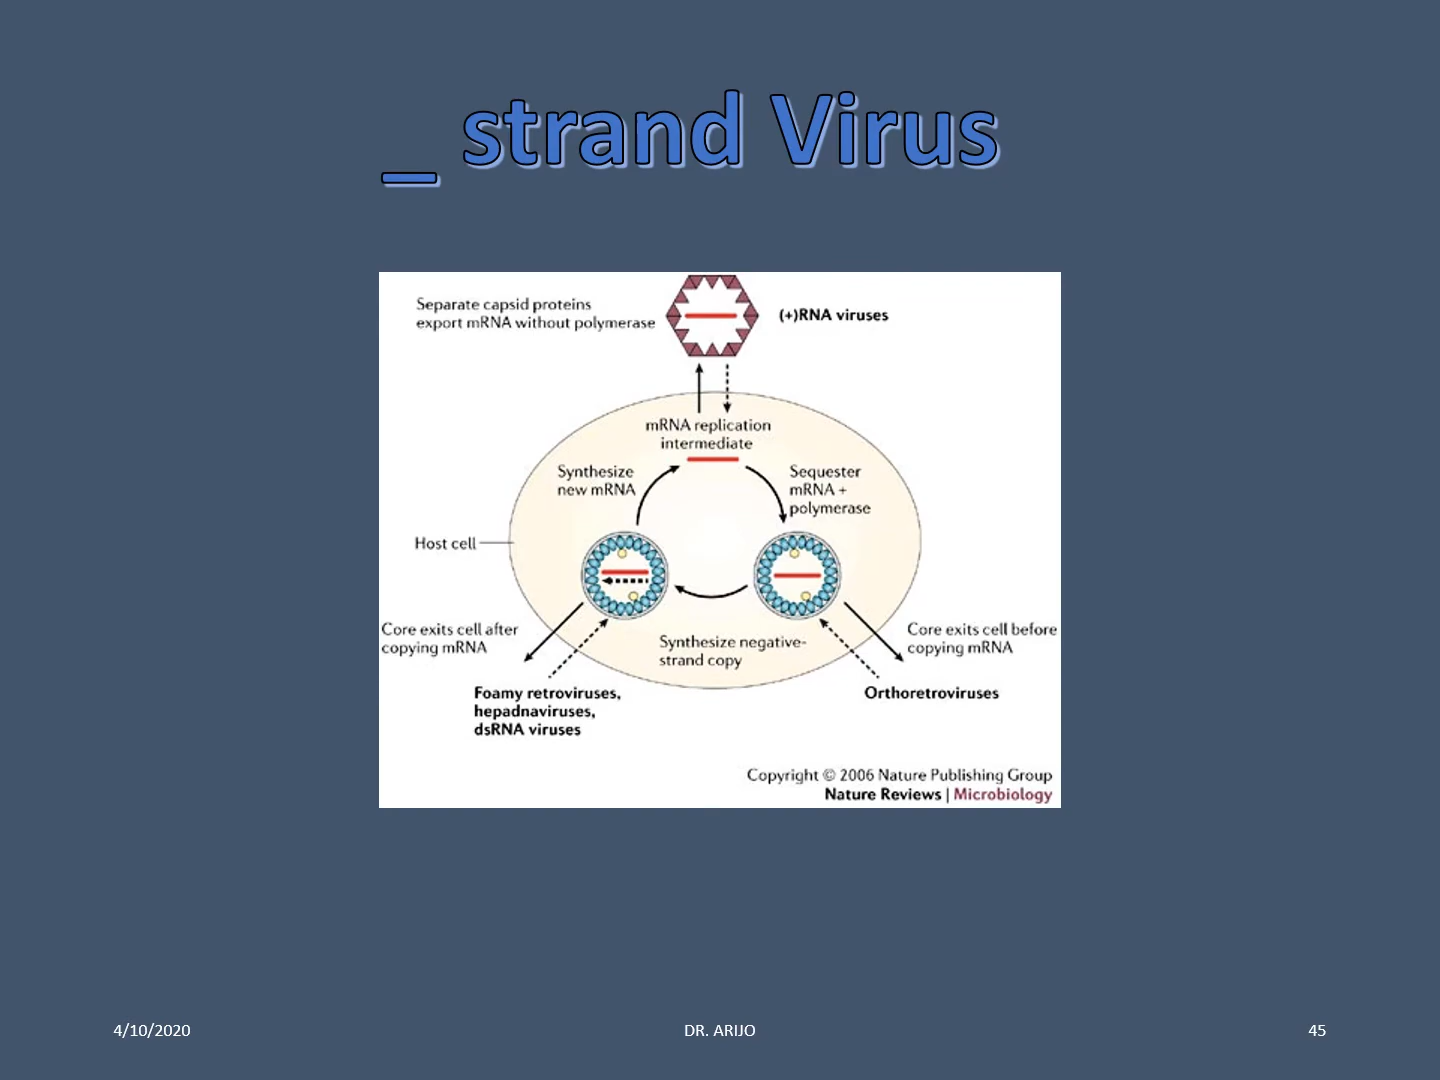 _ strand Virus
Separate capsid proteins
export mRNA without polymerase
(+)RNA viruses
mRNA replication
intermediate
Synthesize
new mRNA
Sequester
mRNA +
polymerase
Host cell
Core exits cell after
copying mRNA
Synthesize negative-
strand copy
Core exits cell before
copying mRNA
Foamy retroviruses,
hepadnaviruses,
dsRNA viruses
Orthoretroviruses
Copyright © 2006 Nature Publishing Group
Nature Reviews | Microbiology
4/10/2020
DR. ARIJO
45